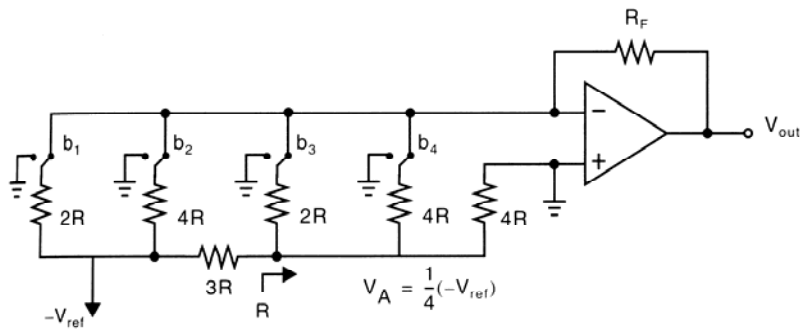 R_F
V_out
b_1
b_2
b_3
b_4
2R
4R
2R
4R
4R
3R
R
V_A = 1/4(-V_ref)
-V_ref
−
+